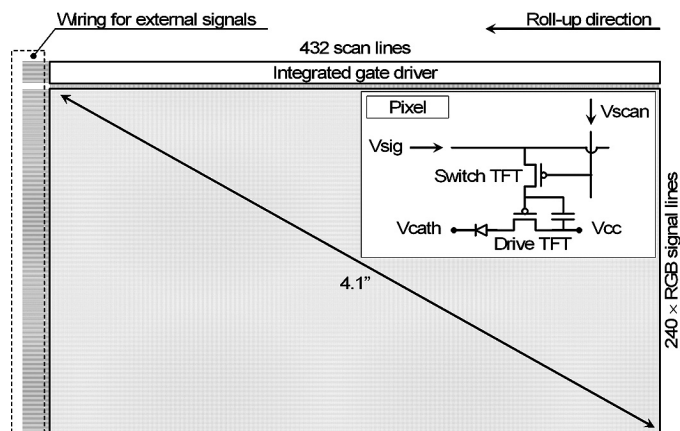 Wiring for external signals
Roll-up direction
432 scan lines
Integrated gate driver
Pixel
Vscan
Vsig
Switch TFT
Vcath
Vcc
Drive TFT
4.1”
240 × RGB signal lines